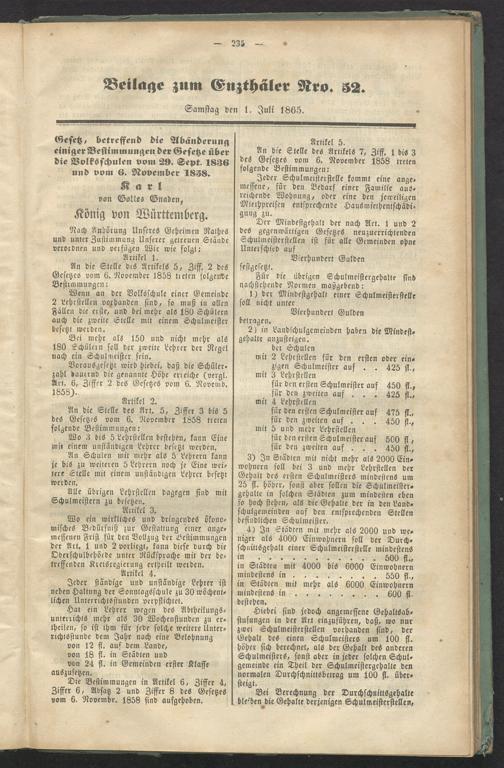 — 235 —
Beilage zum Enzthäler Nro. 52.
Samstag den 1. Juli 1865.
Gesetz, betreffend die Abänderung
einiger Bestimmungen der Gesetze über
die Volksschulen vom 29. Sept. 1836
und vom 6. November 1858.
Karl
von Gottes Gnaden,
König von Württemberg.
Nach Anhörung Unseres Geheimen Rathes
und unter Zustimmung Unserer getreuen Stände
verordnen und verfügen Wir wie folgt:
Artikel 1.
An die Stelle des Artikels 5, Ziff. 2 des
Gesetzes vom 6. November 1858 treten folgende
Bestimmungen:
Wenn an der Volksschule einer Gemeinde
2 Lehrstellen vorhanden sind, so muß in allen
Fällen die erste, und bei mehr als 180 Schülern
auch die zweite Stelle mit einem Schulmeister
besetzt werden.
Bei mehr als 150 und nicht mehr als
180 Schülern soll der zweite Lehrer der Regel
nach ein Schulmeister sein.
Vorausgesetzt wird hiebei, daß die Schüler-
zahl dauernd die genannte Höhe erreiche (vergl.
Art. 6, Ziffer 2 des Gesetzes vom 6. Novemb.
1858).
Artikel 2.
An die Stelle des Art. 5, Ziffer 3 bis 5
des Gesetzes vom 6. November 1858 treten
folgende Bestimmungen:
Wo 3 bis 5 Lehrstellen bestehen, kann Eine
mit einem unständigen Lehrer besetzt werden.
An Schulen mit mehr als 5 Lehrern kann
je bis zu weiteren 5 Lehrern noch je Eine wei-
tere Stelle mit einem unständigen Lehrer besetzt
werden.
Alle übrigen Lehrstellen dagegen sind mit
Schulmeistern zu besetzen.
Artikel 3.
Wo ein wirkliches und dringendes ökono-
misches Bedürfniß zur Gestattung einer ange-
messenen Frist für den Vollzug der Bestimmungen
der Art. 1 und 2 vorliegt, kann diese durch die
Oberschulbehörde unter Rücksprache mit der be-
treffenden Kreisregierung ertheilt werden.
Artikel 4.
Jeder ständige und unständige Lehrer ist
neben Haltung der Sonntagsschule zu 30 wöchent-
lichen Unterrichtsstunden verpflichtet.
Hat ein Lehrer wegen des Abtheilungs-
unterrichts mehr als 30 Wochenstunden zu er-
theilen, so ist ihm für jede solche weitere Unter-
richtsstunde dem Jahr nach eine Belohnung
von 12 fl. auf dem Lande,
von 18 fl. in Städten und
von 24 fl. in Gemeinden erster Klasse
auszusetzen.
Die Bestimmungen in Artikel 6, Ziffer 4,
Ziffer 6, Absatz 2 und Ziffer 8 des Gesetzes
vom 6. Novembr. 1858 sind aufgehoben.
Artikel 5.
An die Stelle des Artikels 7, Ziff. 1 bis 3
des Gesetzes vom 6. November 1858 treten
folgende Bestimmungen:
Jeder Schulmeisterstelle kommt eine ange-
messene, für den Bedarf einer Familie aus-
reichende Wohnung, oder eine den jeweiligen
Miethpreisen entsprechende Hausmiethentschädi-
gung zu.
Der Mindestgehalt der nach Art. 1 und 2
des gegenwärtigen Gesetzes neuzuerrichtenden
Schulmeisterstellen ist für alle Gemeinden ohne
Unterschied auf
Vierhundert Gulden
festgesetzt.
Für die übrigen Schulmeistergehalte sind
nachstehende Normen maßgebend:
1) der Mindestgehalt einer Schulmeisterstelle
soll nicht unter
Vierhundert Gulden
betragen.
2) in Landschulgemeinden haben die Mindest-
gehalte anzusteigen.
der Schulen
mit 2 Lehrstellen für den ersten oder ein-
zigen Schulmeister auf . . . 425 fl.,
mit 3 Lehrstellen
für den ersten Schulmeister auf 450 fl.,
für den zweiten auf . . . 425 fl.,
mit 4 Lehrstellen
für den ersten Schulmeister auf 475 fl.,
für den zweiten auf . . . 450 fl.,
mit 5 und mehr Lehrstellen
für den ersten Schulmeister auf 500 fl.,
für den zweiten auf . . . 450 fl.,
3) In Städten mit nicht mehr als 2000 Ein-
wohnern soll bei 3 und mehr Lehrstellen der
Gehalt des ersten Schulmeisters mindestens um
25 fl. höher, sonst aber sollen die Schulmeister-
gehalte in solchen Städten zum mindesten eben
so hoch stehen, als die Gehalte der in den Land-
schulgemeinden auf den entsprechenden Stellen
befindlichen Schulmeister.
4) In Städten mit mehr als 2000 und we-
niger als 4000 Einwohnern soll der Durch-
schnittsgehalt einer Schulmeisterstelle mindestens
in . . . . . . . . . . . 500 fl.,
in Städten mit 4000 bis 6000 Einwohnern
mindestens in . . . . . . . 550 fl.,
in Städten mit mehr als 6000 Einwohnern
mindestens in . . . . . . . 600 fl.
bestehen.
Hiebei sind jedoch angemessene Gehaltsab-
stufungen in der Art einzuführen, daß, wo nur
zwei Schulmeisterstellen vorhanden sind, der
Gehalt des einen Schulmeisters um 100 fl.
höher sich berechnet, als der Gehalt des anderen
Schulmeisters, sonst aber in jeder solchen Schul-
gemeinde ein Theil der Schulmeistergehalte den
normalen Durchschnittsbetrag um 100 fl. über-
steigt.
Bei Berechnung der Durchschnittsgehalte
bleiben die Gehalte derjenigen Schulmeisterstellen,